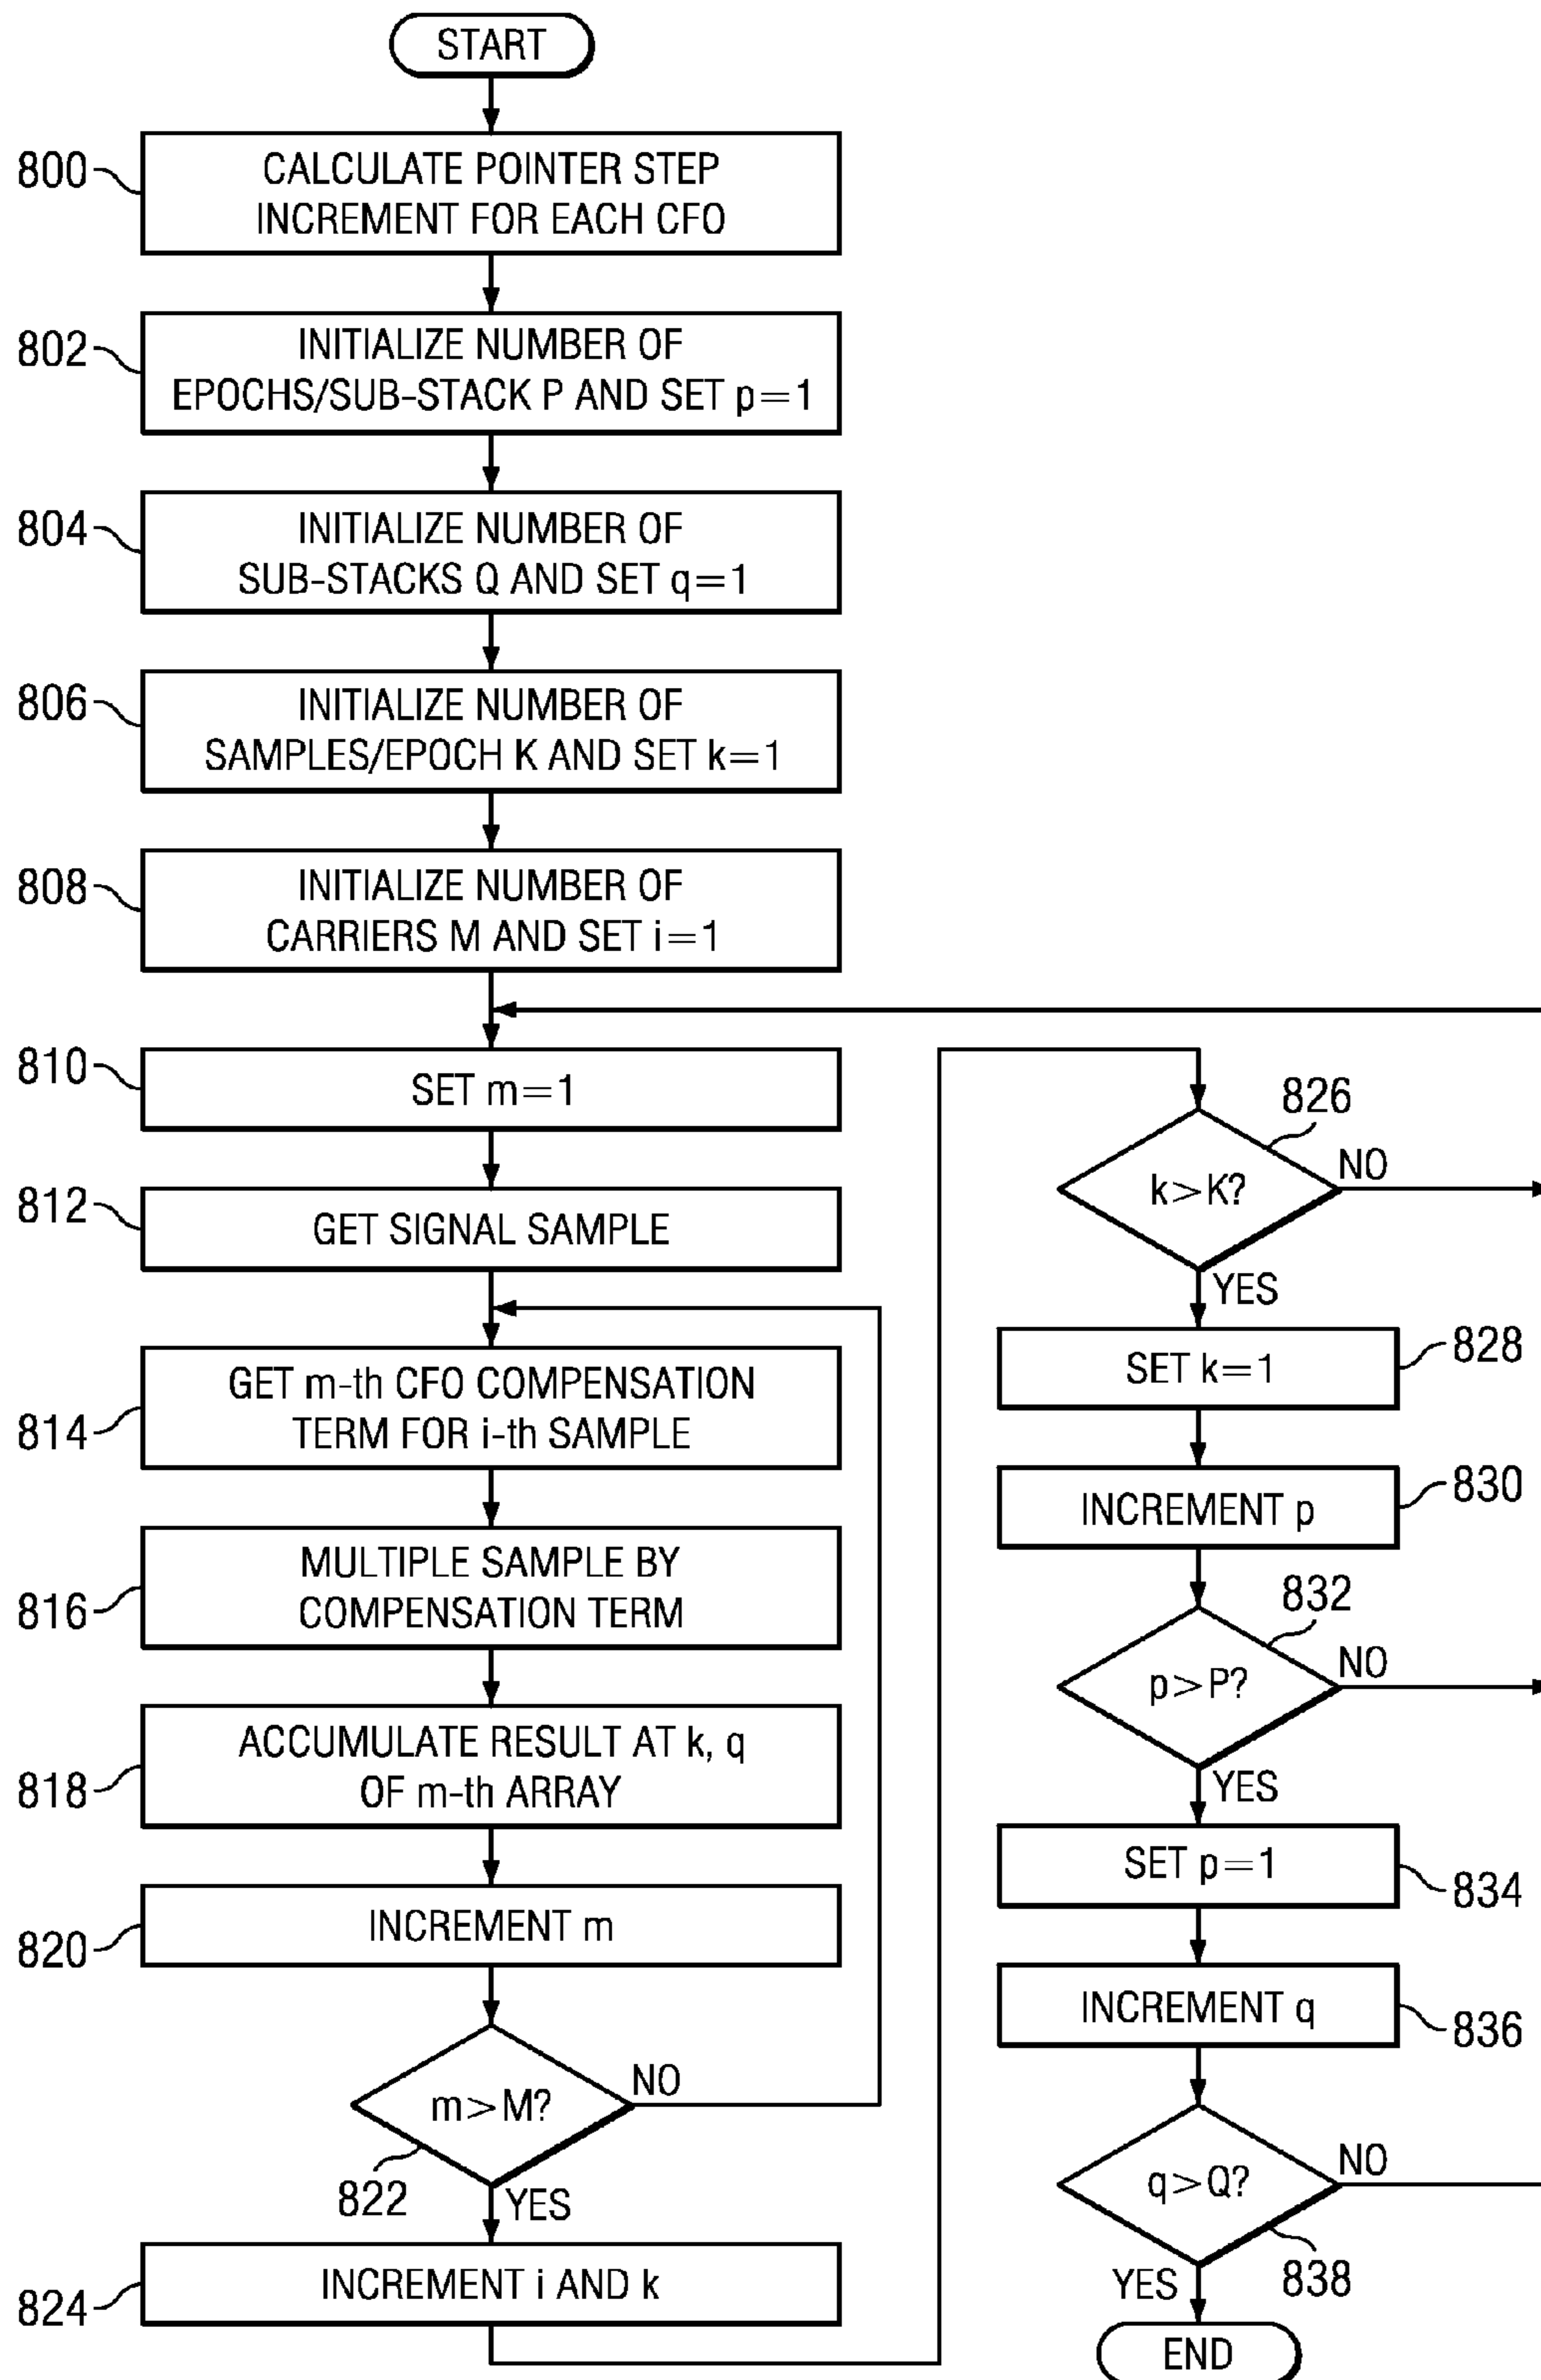 START
800
CALCULATE POINTER STEP
INCREMENT FOR EACH CFO
802
INITIALIZE NUMBER OF
EPOCHS/SUB-STACK P AND SET p=1
804
INITIALIZE NUMBER OF
SUB-STACKS Q AND SET q=1
806
INITIALIZE NUMBER OF
SAMPLES/EPOCH K AND SET k=1
808
INITIALIZE NUMBER OF
CARRIERS M AND SET i=1
810
SET m=1
812
GET SIGNAL SAMPLE
814
GET m-th CFO COMPENSATION
TERM FOR i-th SAMPLE
816
MULTIPLE SAMPLE BY
COMPENSATION TERM
818
ACCUMULATE RESULT AT k, q
OF m-th ARRAY
820
INCREMENT m
m>M?
NO
822
YES
824
INCREMENT i AND k
826
k>K?
NO
YES
SET k=1
828
INCREMENT p
830
832
p>P?
NO
YES
SET p=1
834
INCREMENT q
836
q>Q?
NO
838
YES
END